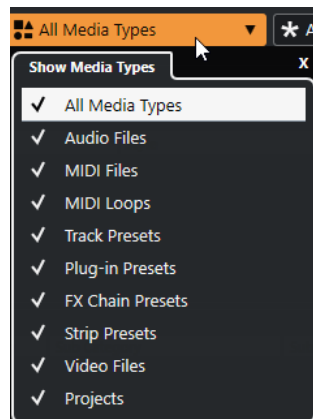 All Media Types
Show Media Types X
All Media Types
Audio Files
MIDI Files
MIDI Loops
Track Presets
Plug-in Presets
FX Chain Presets
Strip Presets
Video Files
Projects